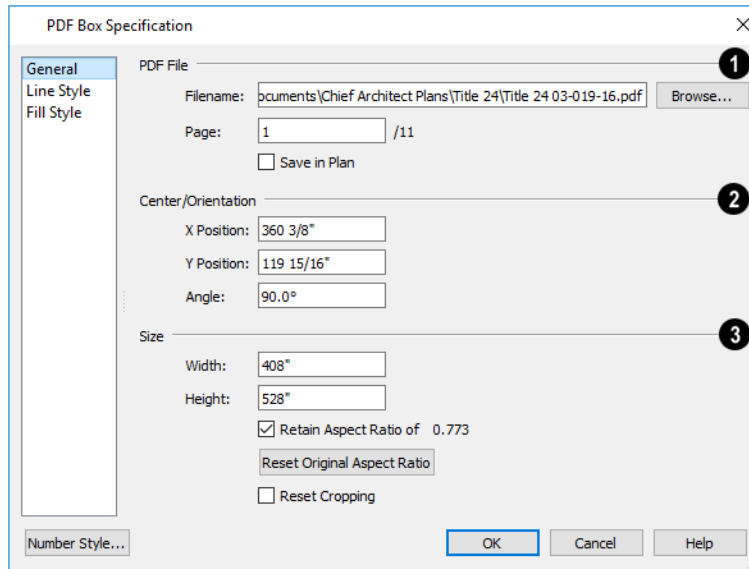 PDF Box Specification
General
Line Style
Fill Style
PDF File
1
Filename: ocuments\Chief Architect Plans\Title 24\Title 24 03-019-16.pdf Browse...
Page: 1 /11
Save in Plan
Center/Orientation
2
X Position: 360 3/8"
Y Position: 119 15/16"
Angle: 90.0°
Size
3
Width: 408"
Height: 528"
Retain Aspect Ratio of 0.773
Reset Original Aspect Ratio
Reset Cropping
Number Style... OK Cancel Help